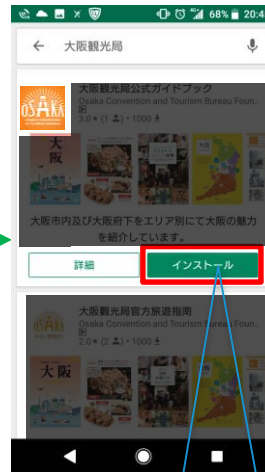 68% 20:4
大阪観光局
大阪観光局公式ガイドブック
Osaka Convention and Tourism Bureau Foun..
3.0★ (1 ) • 1000 ±
OSAKA
大阪
大阪
大阪市内及び大阪府下をエリア別にて大阪の魅力
を紹介しています。
詳細
インストール
大阪観光局官方旅遊指南
Osaka Convention and Tourism Bureau Foun..
2.0★ (2 ) • 1000 ±
OSAKA
大阪
大阪